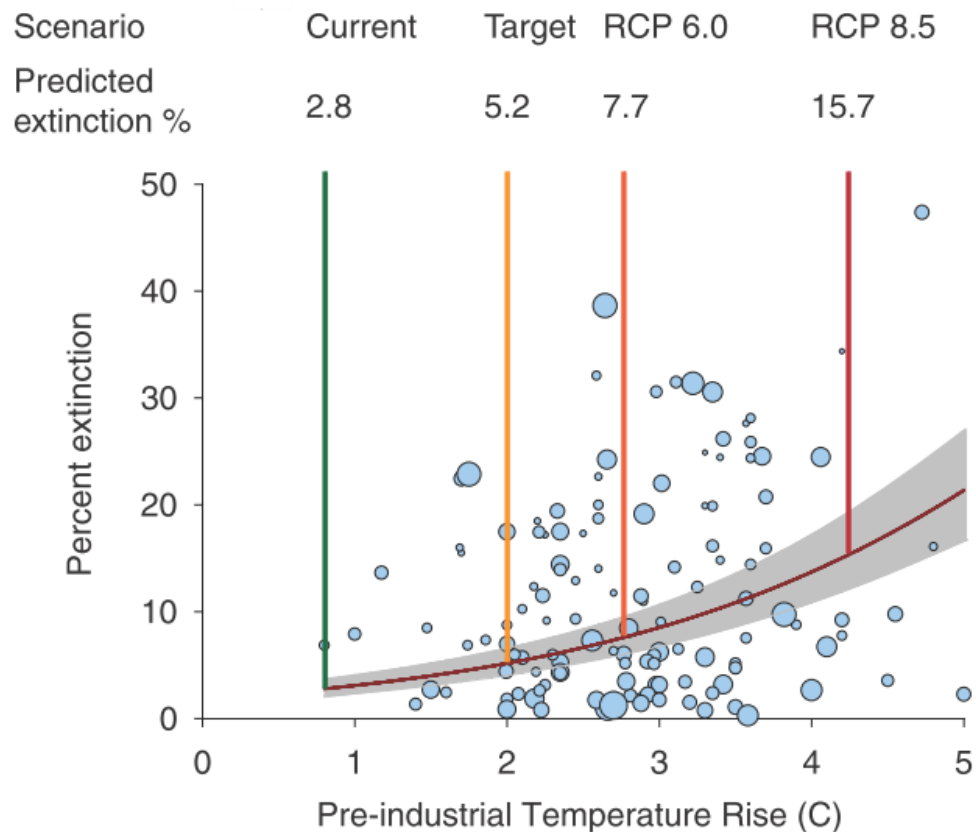 Scenario Current Target RCP 6.0 RCP 8.5
Predicted
extinction % 2.8 5.2 7.7 15.7
50
40
30
20
10
0
Percent extinction
0 1 2 3 4 5
Pre-industrial Temperature Rise (C)